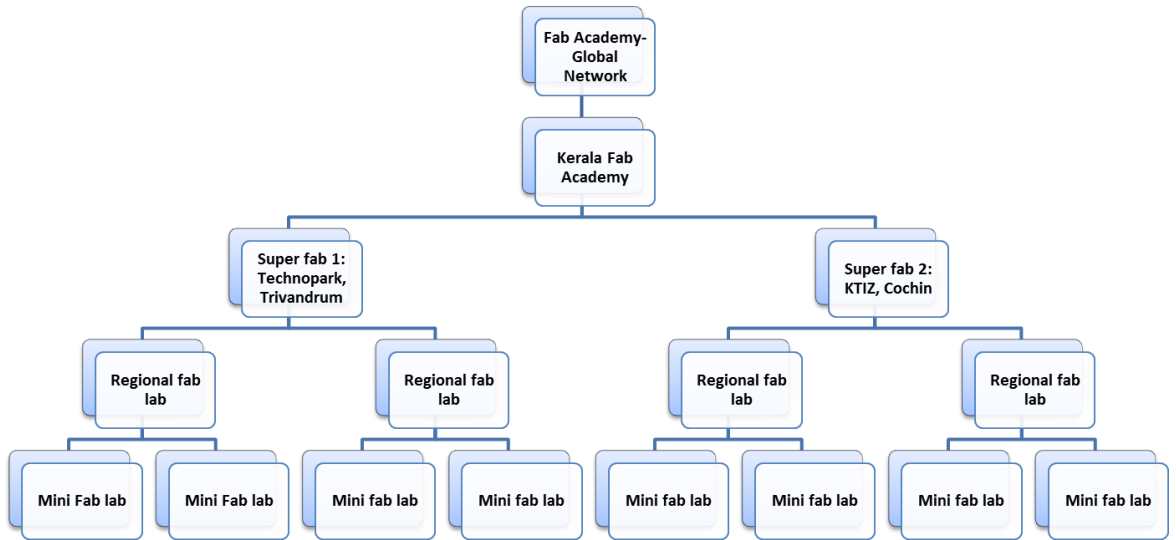 Fab Academy-
Global
Network
Kerala Fab
Academy
Super fab 1:
Technopark,
Trivandrum
Super fab 2:
KTIZ, Cochin
Regional fab
lab
Regional fab
lab
Regional fab
lab
Regional fab
lab
Mini Fab lab
Mini Fab lab
Mini fab lab
Mini fab lab
Mini fab lab
Mini fab lab
Mini fab lab
Mini fab lab